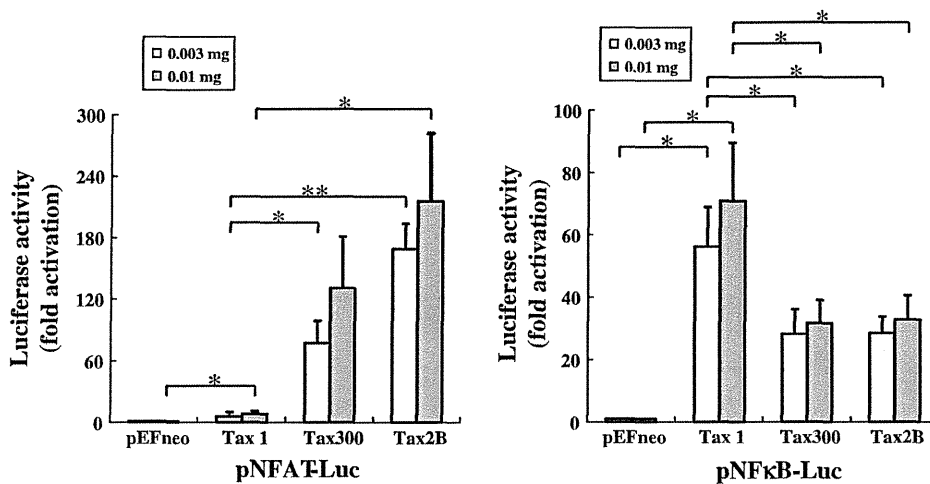 0.003 mg
0.01 mg
*
**
*
*
300
240
180
120
60
0
Luciferase activity
(fold activation)
pEFneo Tax 1 Tax300 Tax2B
pNFAT-Luc
0.003 mg
0.01 mg
*
*
*
*
*
*
100
80
60
40
20
0
Luciferase activity
(fold activation)
pEFneo Tax 1 Tax300 Tax2B
pNFκB-Luc